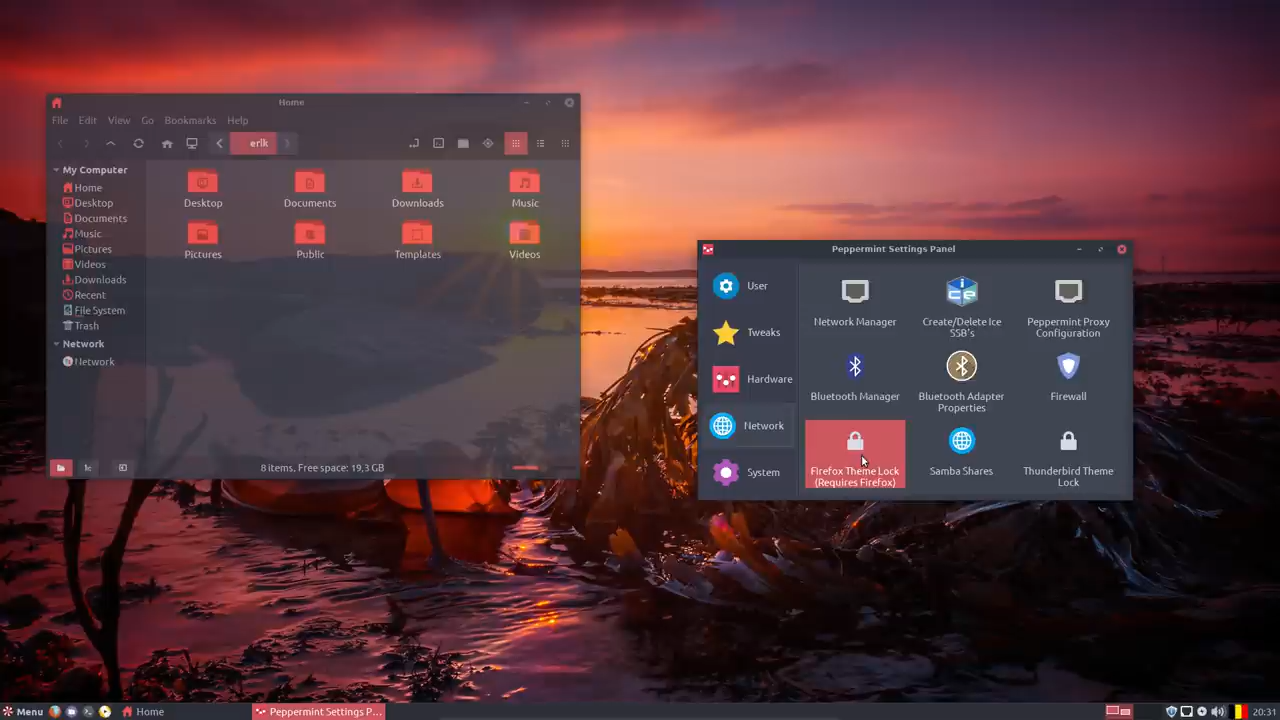 Home
File Edit View Go Bookmarks Help
erik
My Computer
Home
Desktop
Documents
Music
Pictures
Videos
Downloads
Recent
File System
Trash
Network
Network
Desktop
Documents
Downloads
Music
Pictures
Public
Templates
Videos
8 items, Free space: 19,3 GB
Peppermint Settings Panel
User
Tweaks
Hardware
Network
System
Network Manager
Create/Delete Ice
SSB's
Peppermint Proxy
Configuration
Bluetooth Manager
Bluetooth Adapter
Properties
Firewall
Firefox Theme Lock
(Requires Firefox)
Samba Shares
Thunderbird Theme
Lock
Menu
Home
Peppermint Settings P...
20:31